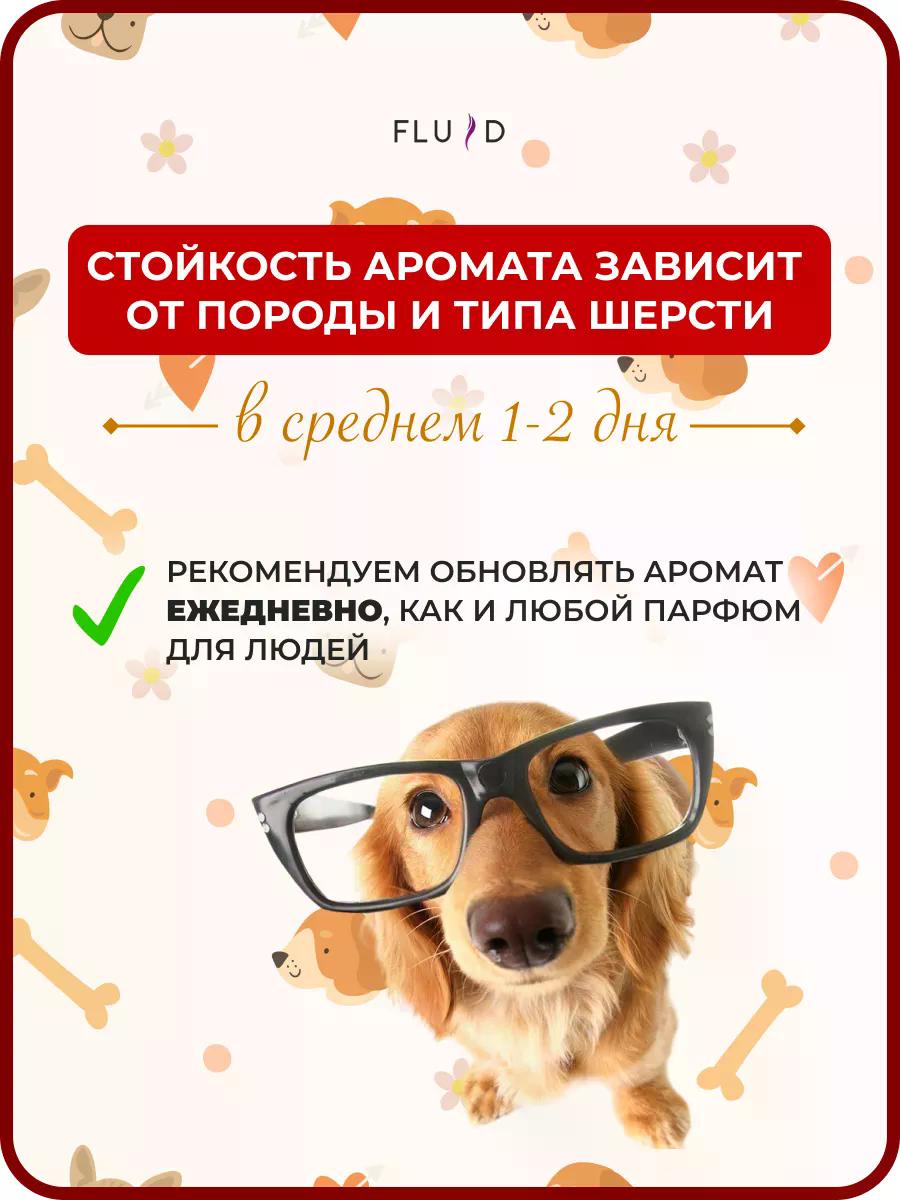 FLUID
СТОЙКОСТЬ АРОМАТА ЗАВИСИТ
ОТ ПОРОДЫ И ТИПА ШЕРСТИ
в среднем 1-2 дня
РЕКОМЕНДУЕМ ОБНОВЛЯТЬ АРОМАТ
ЕЖЕДНЕВНО, КАК И ЛЮБОЙ ПАРФЮМ
ДЛЯ ЛЮДЕЙ